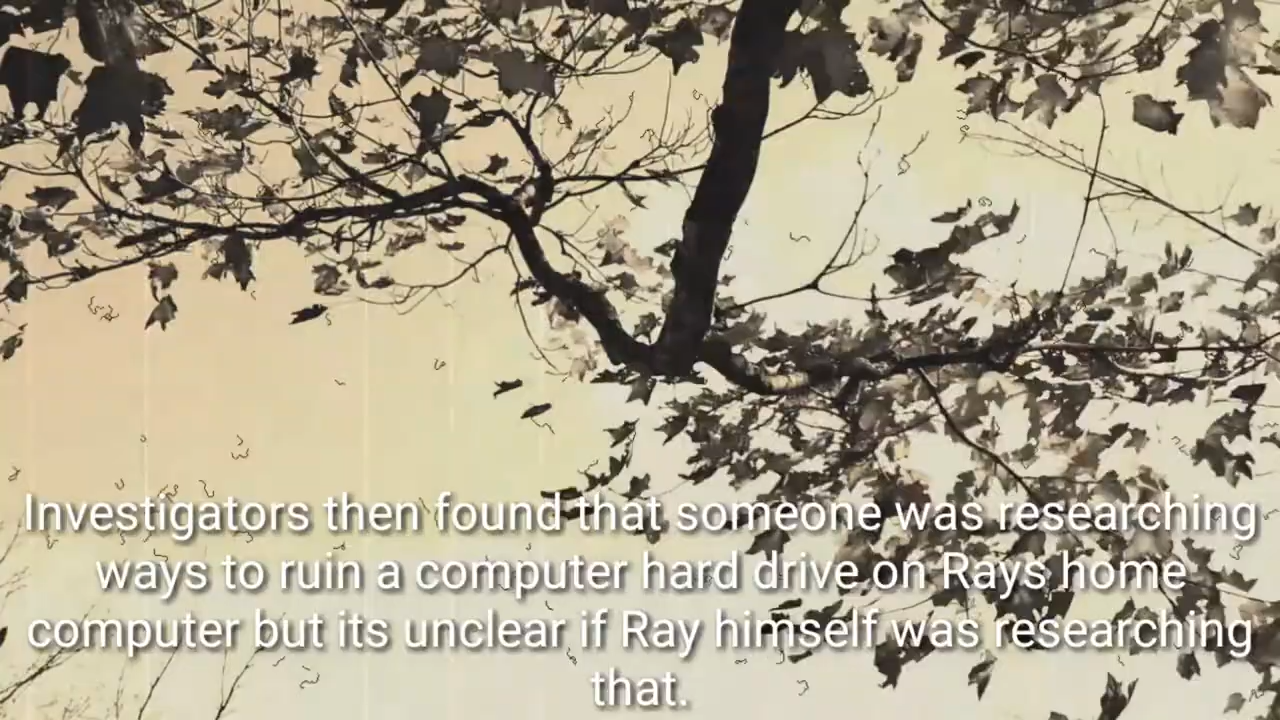 Investigators then found that someone was researching
ways to ruin a computer hard drive on Rays home
computer but its unclear if Ray himself was researching
that.